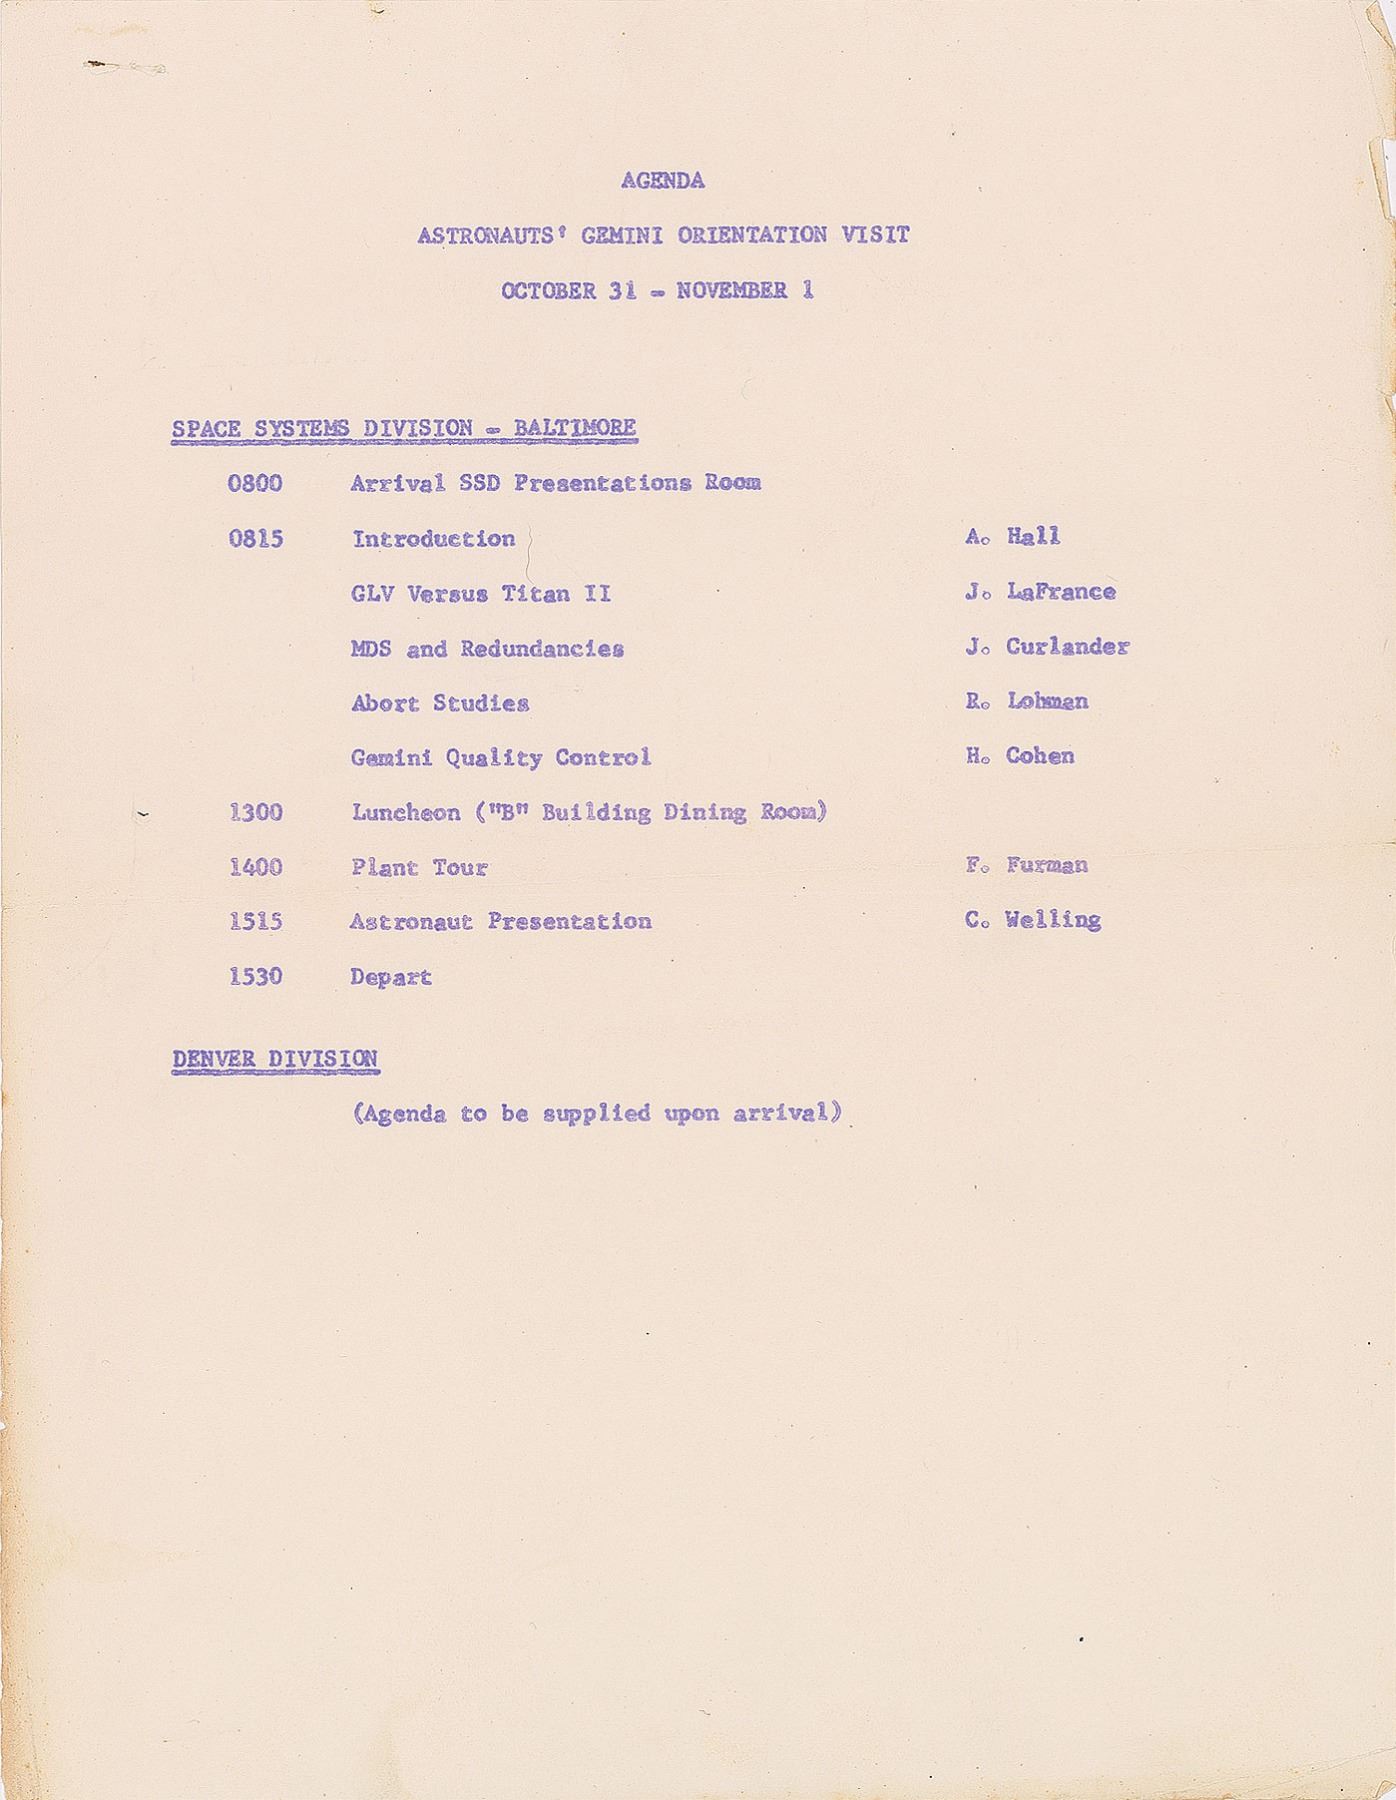 AGENDA
ASTRONAUTS' GEMINI ORIENTATION VISIT
OCTOBER 31 - NOVEMBER 1
SPACE SYSTEMS DIVISION - BALTIMORE
0800 Arrival SSD Presentations Room
0815 Introduction A. Hall
GLV Versus Titan II J. LaFrance
MDS and Redundancies J. Curlander
Abort Studies R. Lohman
Gemini Quality Control H. Cohen
1300 Luncheon ("B" Building Dining Room)
1400 Plant Tour F. Furman
1515 Astronaut Presentation C. Welling
1530 Depart
DENVER DIVISION
(Agenda to be supplied upon arrival)